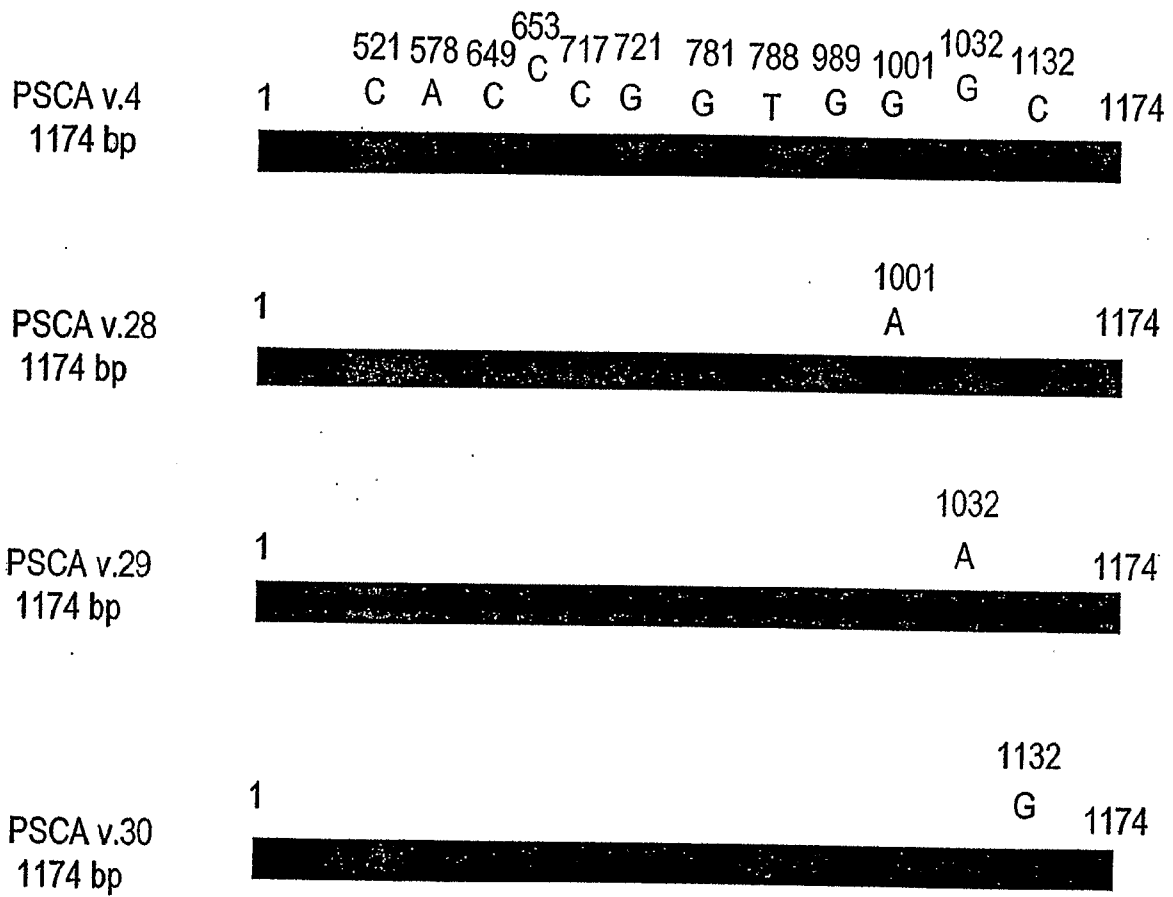 521 578 649 653 717 721 781 788 989 1001 1032 1132
PSCA v.4 1 C A C C C G G T G G G C 1174
1174 bp
1001
PSCA v.28 1 A 1174
1174 bp
1032
PSCA v.29 1 A 1174
1174 bp
1132
PSCA v.30 1 G 1174
1174 bp